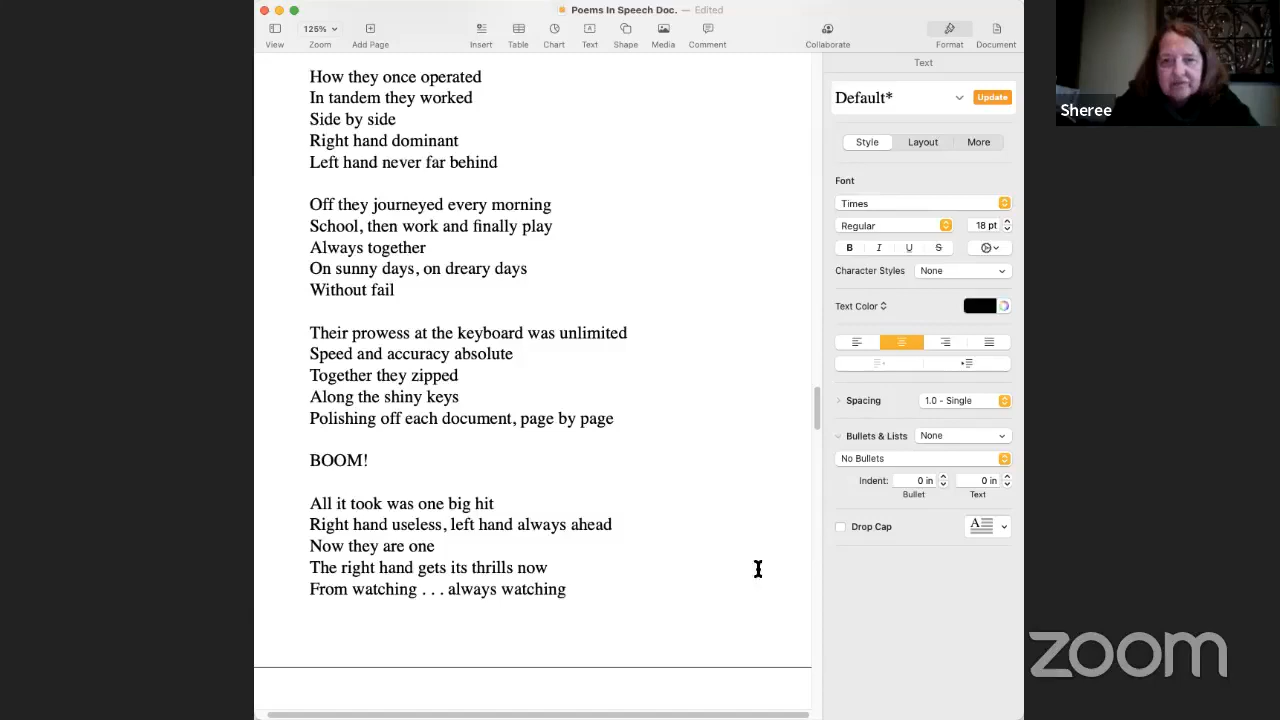 Poems In Speech Doc. — Edited
125%
View
Zoom
Add Page
Insert
Table
Chart
Text
Shape
Media
Comment
Collaborate
Format
Document
How they once operated
In tandem they worked
Side by side
Right hand dominant
Left hand never far behind
Off they journeyed every morning
School, then work and finally play
Always together
On sunny days, on dreary days
Without fail
Their prowess at the keyboard was unlimited
Speed and accuracy absolute
Together they zipped
Along the shiny keys
Polishing off each document, page by page
BOOM!
All it took was one big hit
Right hand useless, left hand always ahead
Now they are one
The right hand gets its thrills now
From watching . . . always watching
Text
Default*
Update
Style
Layout
More
Font
Times
Regular
18 pt
B I U S
Character Styles
None
Text Color
Spacing
1.0 - Single
Bullets & Lists
None
No Bullets
Indent:
0 in
0 in
Bullet
Text
Drop Cap
A
Sheree
zoom